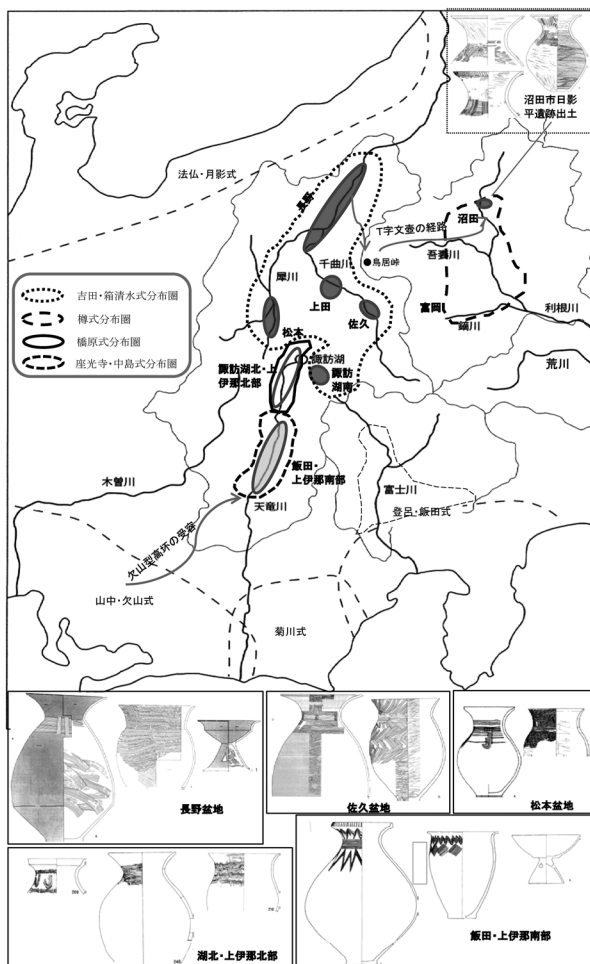 沼田市日影
平遺跡出土
法仏・月影式
長野
T字文壺の経路
沼田
吾妻川
鳥居峠
千曲川
犀川
上田
佐久
富岡
鏑川
利根川
吉田・箱清水式分布圏
樽式分布圏
橋原式分布圏
座光寺・中島式分布圏
松本
諏訪湖
諏訪湖北・上
伊那北部
諏訪
湖南
荒川
飯田・
上伊那南部
木曽川
天竜川
富士川
登呂・飯田式
欠山型高坏の受容
山中・欠山式
菊川式
長野盆地
佐久盆地
松本盆地
湖北・上伊那北部
飯田・上伊那南部